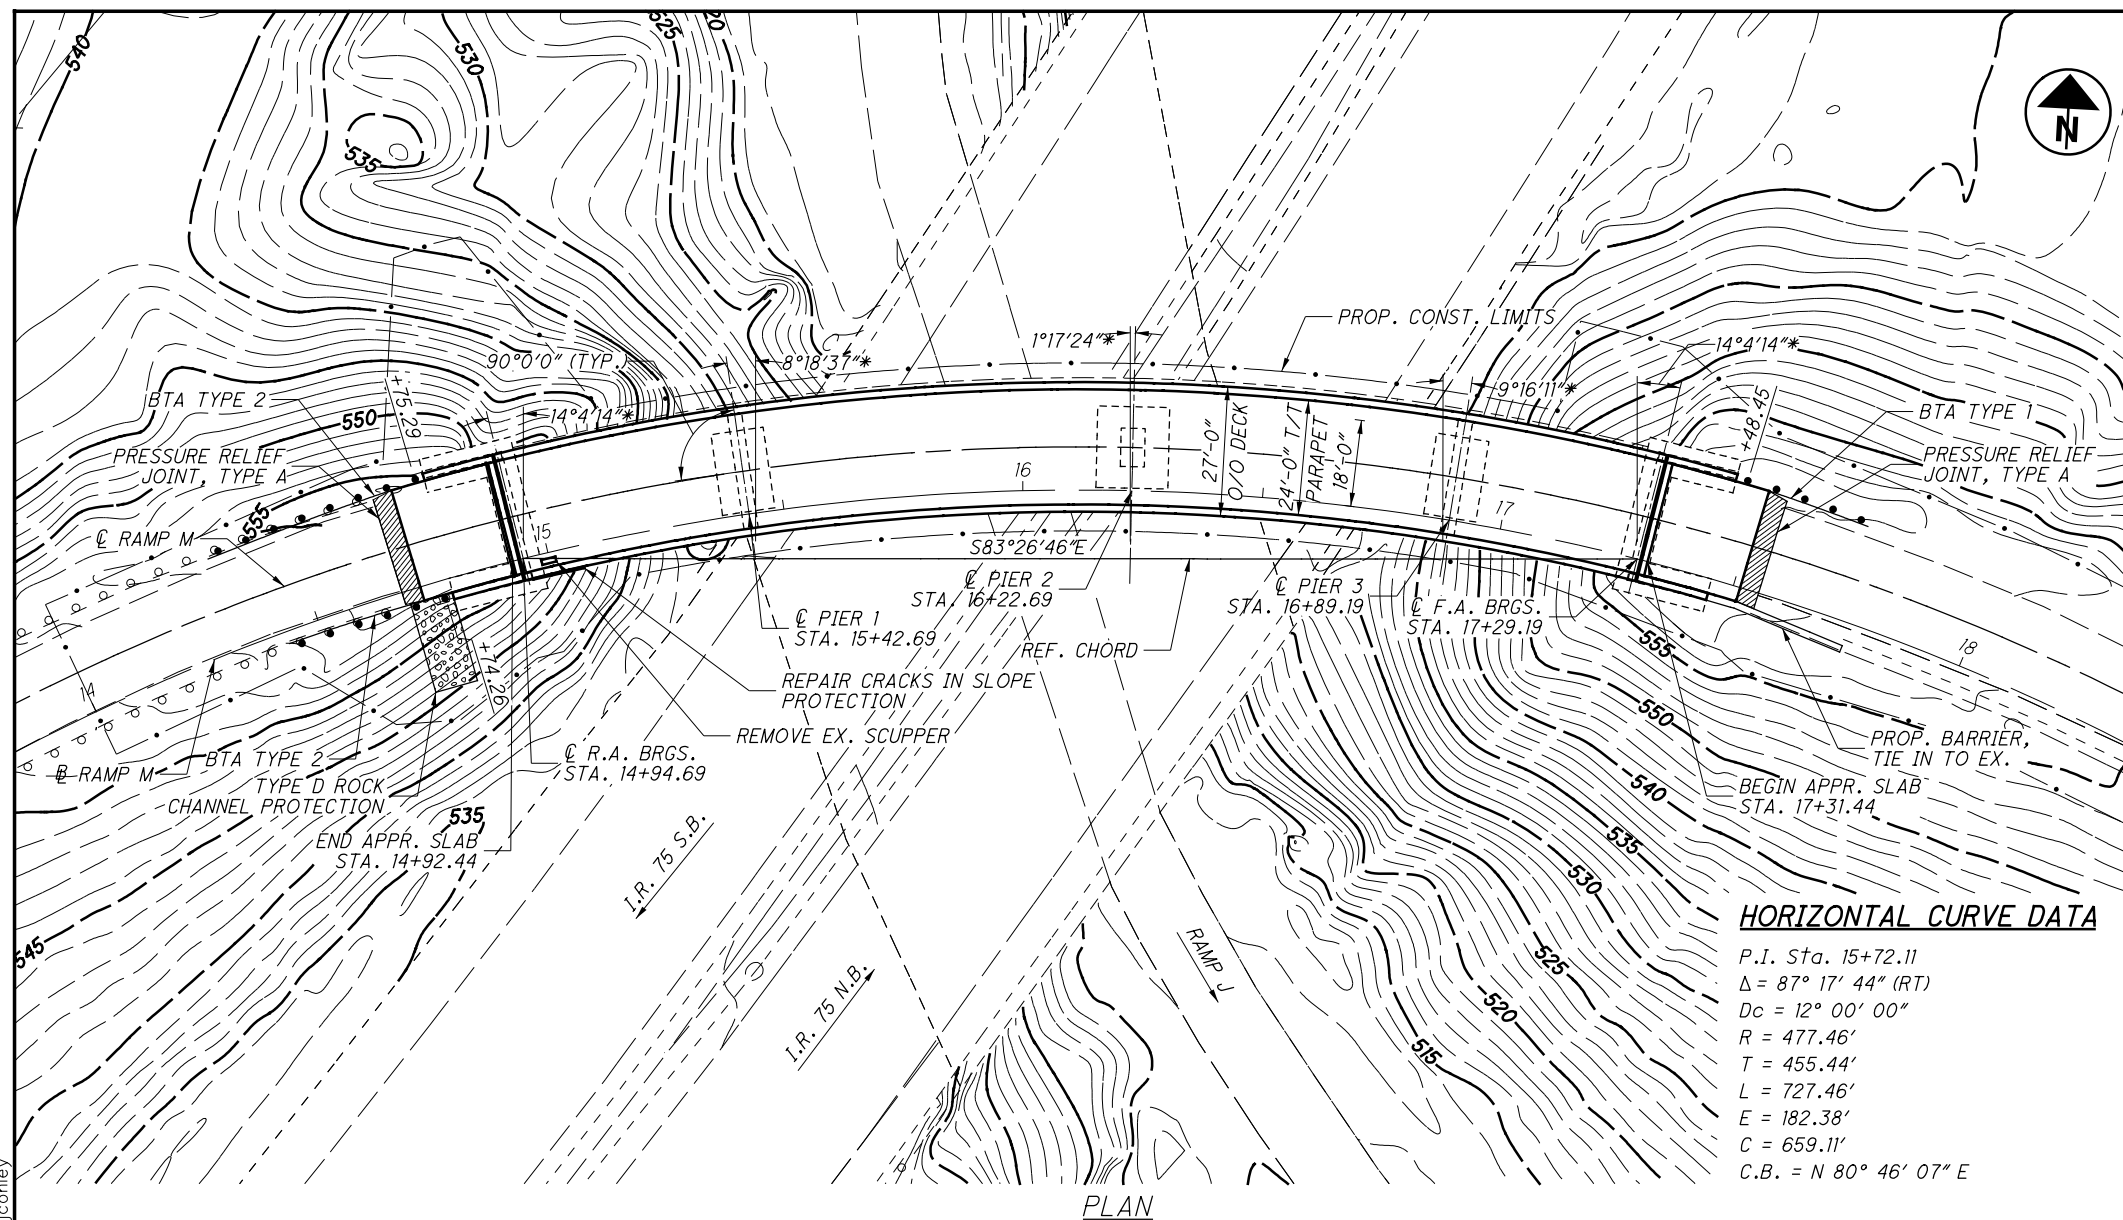 540
530
525
520
535
N
PROP. CONST. LIMITS
1°17'24"*
14°4'14"*
90°0'0" (TYP.)
8°18'37"*
9°16'11"*
BTA TYPE 2
+75.29
550
14°4'14"*
+48.45
BTA TYPE 1
PRESSURE RELIEF
JOINT, TYPE A
PRESSURE RELIEF
JOINT, TYPE A
27'-0"
O/O DECK
24'-0" T/T
PARAPET
18'-0"
16
17
15
555
℄ RAMP M
S83°26'46"E
℄ PIER 2
STA. 16+22.69
℄ PIER 3
STA. 16+89.19
℄ F.A. BRGS.
STA. 17+29.19
℄ PIER 1
STA. 15+42.69
REF. CHORD
555
18
14
+74.26
REPAIR CRACKS IN SLOPE
PROTECTION
REMOVE EX. SCUPPER
550
PROP. BARRIER,
TIE IN TO EX.
BTA TYPE 2
RAMP M
℄ R.A. BRGS.
STA. 14+94.69
TYPE D ROCK
CHANNEL PROTECTION
540
BEGIN APPR. SLAB
STA. 17+31.44
535
END APPR. SLAB
STA. 14+92.44
535
530
I.R. 75 S.B.
I.R. 75 N.B.
RAMP J
545
525
520
515
HORIZONTAL CURVE DATA
P.I. Sta. 15+72.11
Δ = 87° 17' 44" (RT)
Dc = 12° 00' 00"
R = 477.46'
T = 455.44'
L = 727.46'
E = 182.38'
C = 659.11'
C.B. = N 80° 46' 07" E
PLAN
jconley